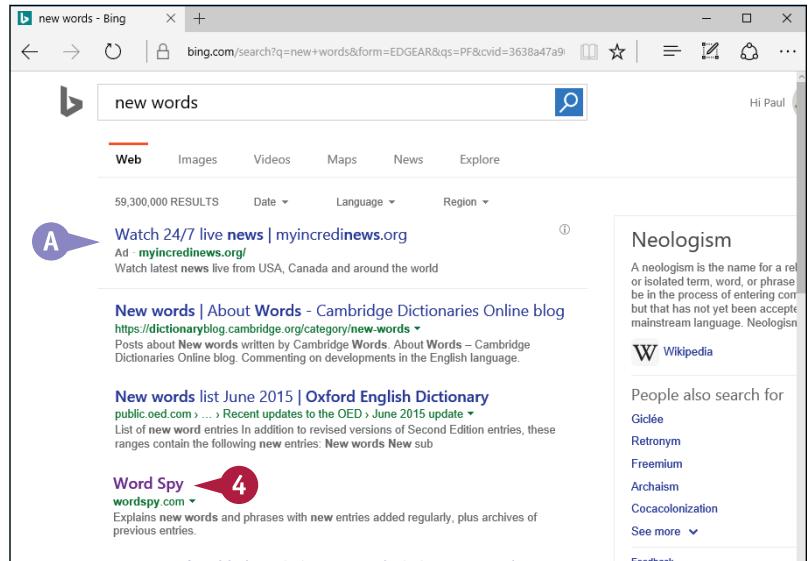 new words - Bing
bing.com/search?q=new+words&form=EDGEAR&qs=PF&cvid=3638a47a9
new words
Hi Paul
Web Images Videos Maps News Explore
59,300,000 RESULTS Date Language Region
A
Watch 24/7 live news | myincredinews.org
Ad · myincredinews.org/
Watch latest news live from USA, Canada and around the world
New words | About Words - Cambridge Dictionaries Online blog
https://dictionaryblog.cambridge.org/category/new-words
Posts about New words written by Cambridge Words. About Words – Cambridge
Dictionaries Online blog. Commenting on developments in the English language.
New words list June 2015 | Oxford English Dictionary
public.oed.com › ... › Recent updates to the OED › June 2015 update
List of new word entries In addition to revised versions of Second Edition entries, these
ranges contain the following new entries: New words New sub
Word Spy
4
wordspy.com
Explains new words and phrases with new entries added regularly, plus archives of
previous entries.
Neologism
A neologism is the name for a rel
or isolated term, word, or phrase
be in the process of entering com
but that has not yet been accepte
mainstream language. Neologism
W Wikipedia
People also search for
Giclée
Retronym
Freemium
Archaism
Cocacolonization
See more